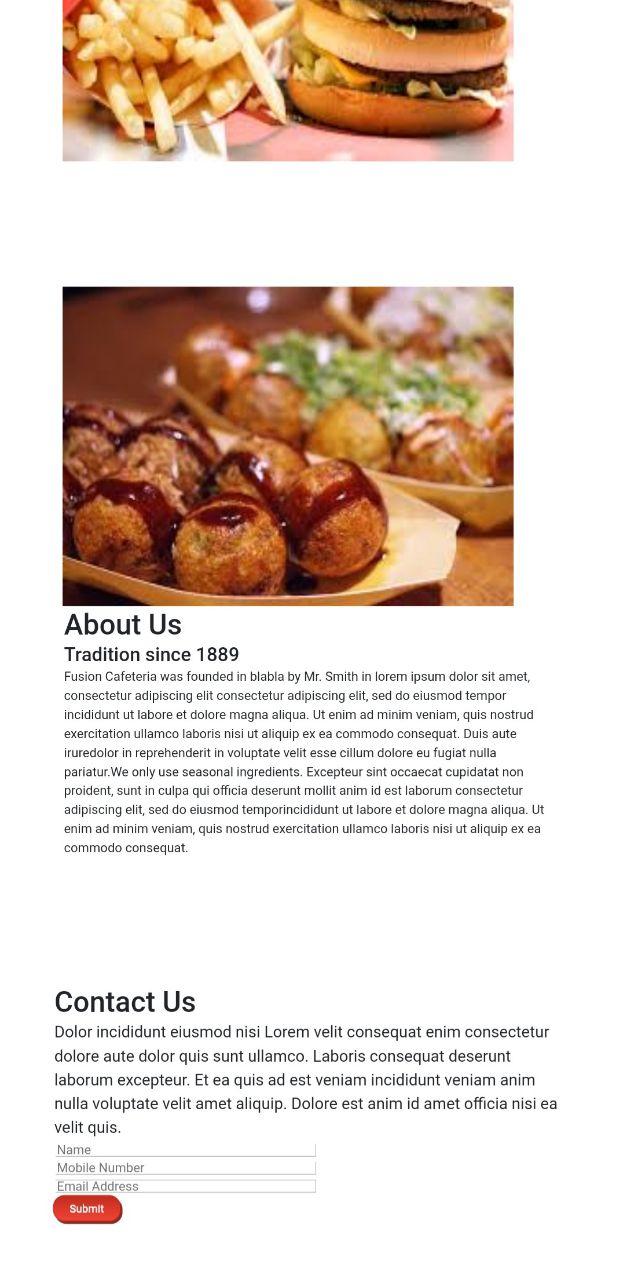 About Us
Tradition since 1889
Fusion Cafeteria was founded in blabla by Mr. Smith in lorem ipsum dolor sit amet,
consectetur adipiscing elit consectetur adipiscing elit, sed do eiusmod tempor
incididunt ut labore et dolore magna aliqua. Ut enim ad minim veniam, quis nostrud
exercitation ullamco laboris nisi ut aliquip ex ea commodo consequat. Duis aute
iruredolor in reprehenderit in voluptate velit esse cillum dolore eu fugiat nulla
pariatur.We only use seasonal ingredients. Excepteur sint occaecat cupidatat non
proident, sunt in culpa qui officia deserunt mollit anim id est laborum consectetur
adipiscing elit, sed do eiusmod temporincididunt ut labore et dolore magna aliqua. Ut
enim ad minim veniam, quis nostrud exercitation ullamco laboris nisi ut aliquip ex ea
commodo consequat.
Contact Us
Dolor incididunt eiusmod nisi Lorem velit consequat enim consectetur
dolore aute dolor quis sunt ullamco. Laboris consequat deserunt
laborum excepteur. Et ea quis ad est veniam incididunt veniam anim
nulla voluptate velit amet aliquip. Dolore est anim id amet officia nisi ea
velit quis.
Name
Mobile Number
Email Address
Submit